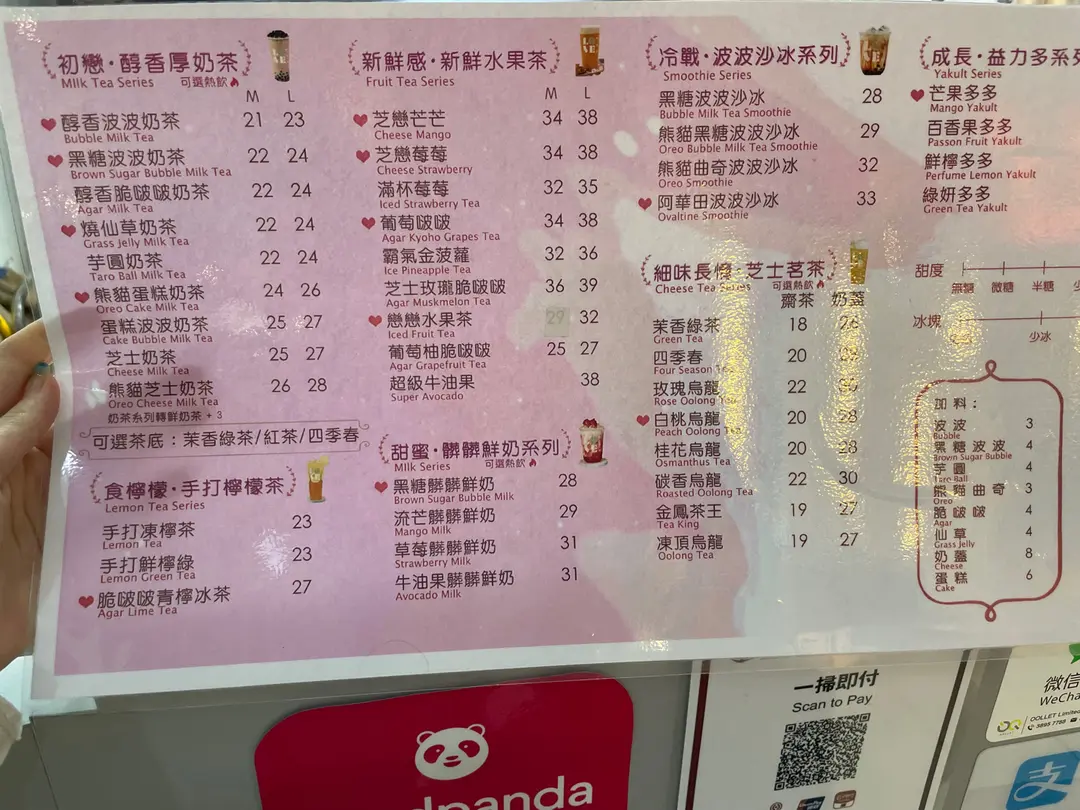 初戀·醇香厚奶茶
Milk Tea Series 可選熱飲
M L
醇香波波奶茶 21 23
Bubble Milk Tea
黑糖波波奶茶 22 24
Brown Sugar Bubble Milk Tea
醇香脆啵啵奶茶 22 24
Agar Milk Tea
燒仙草奶茶 22 24
Grass Jelly Milk Tea
芋圓奶茶 22 24
Taro Ball Milk Tea
熊貓蛋糕奶茶 24 26
Oreo Cake Milk Tea
蛋糕波波奶茶 25 27
Cake Bubble Milk Tea
芝士奶茶 25 27
Cheese Milk Tea
熊貓芝士奶茶 26 28
Oreo Cheese Milk Tea
奶茶系列轉鮮奶茶 + 3
可選茶底：茉香綠茶/紅茶/四季春
食檸檬·手打檸檬茶
Lemon Tea Series
手打凍檸茶 23
Lemon Tea
手打鮮檸綠 23
Lemon Green Tea
脆啵啵青檸冰茶 27
Agar Lime Tea
新鮮感·新鮮水果茶
Fruit Tea Series
M L
芝戀芒芒 34 38
Cheese Mango
芝戀莓莓 34 38
Cheese Strawberry
滿杯莓莓 32 35
Iced Strawberry Tea
葡萄啵啵 34 38
Agar Kyoho Grapes Tea
霸氣金菠蘿 32 36
Ice Pineapple Tea
芝士玫瓏脆啵啵 36 39
Agar Muskmelon Tea
戀戀水果茶 29 32
Iced Fruit Tea
葡萄柚脆啵啵 25 27
Agar Grapefruit Tea
超級牛油果 38
Super Avocado
甜蜜·髒髒鮮奶系列
Milk Series 可選熱飲
黑糖髒髒鮮奶 28
Brown Sugar Bubble Milk
流芒髒髒鮮奶 29
Mango Milk
草莓髒髒鮮奶 31
Strawberry Milk
牛油果髒髒鮮奶 31
Avocado Milk
冷戰·波波沙冰系列
Smoothie Series
黑糖波波沙冰 28
Bubble Milk Tea Smoothie
熊貓黑糖波波沙冰 29
Oreo Bubble Milk Tea Smoothie
熊貓曲奇波波沙冰 32
Oreo Smoothie
阿華田波波沙冰 33
Ovaltine Smoothie
細味長憶·芝士茗茶
Cheese Tea Series 可選熱飲
齋茶 奶蓋
茉香綠茶 18 26
Green Tea
四季春 20
Four Season Tea
玫瑰烏龍 22 30
Rose Oolong Tea
白桃烏龍 20 28
Peach Oolong Tea
桂花烏龍 20 28
Osmanthus Tea
碳香烏龍 22 30
Roasted Oolong Tea
金鳳茶王 19 27
Tea King
凍頂烏龍 19 27
Oolong Tea
成長·益力多系列
Yakult Series
芒果多多
Mango Yakult
百香果多多
Passon Fruit Yakult
鮮檸多多
Perfume Lemon Yakult
綠妍多多
Green Tea Yakult
甜度
無糖 微糖 半糖 少
冰塊
少冰
加料：
波波 3
Bubble
黑糖波波 4
Brown Sugar Bubble
芋圓 4
Taro Ball
熊貓曲奇 3
Oreo
脆啵啵 4
Agar
仙草 4
Grass Jelly
奶蓋 8
Cheese
蛋糕 6
Cake
dpanda
一掃即付
Scan to Pay
微信
WeCha
OOLLET Limited
支